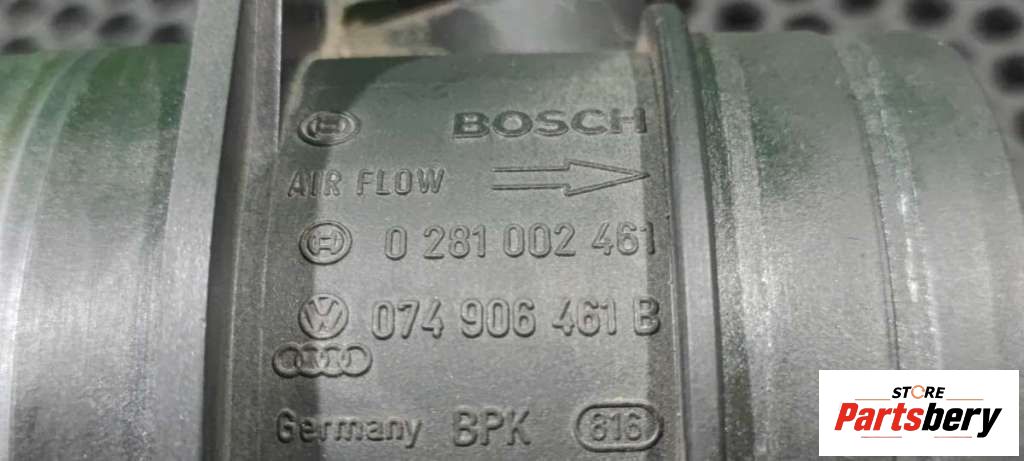 BOSCH
AIR FLOW
0 281 002 461
074 906 461 B
Germany BPK 816
STORE
Partsbery